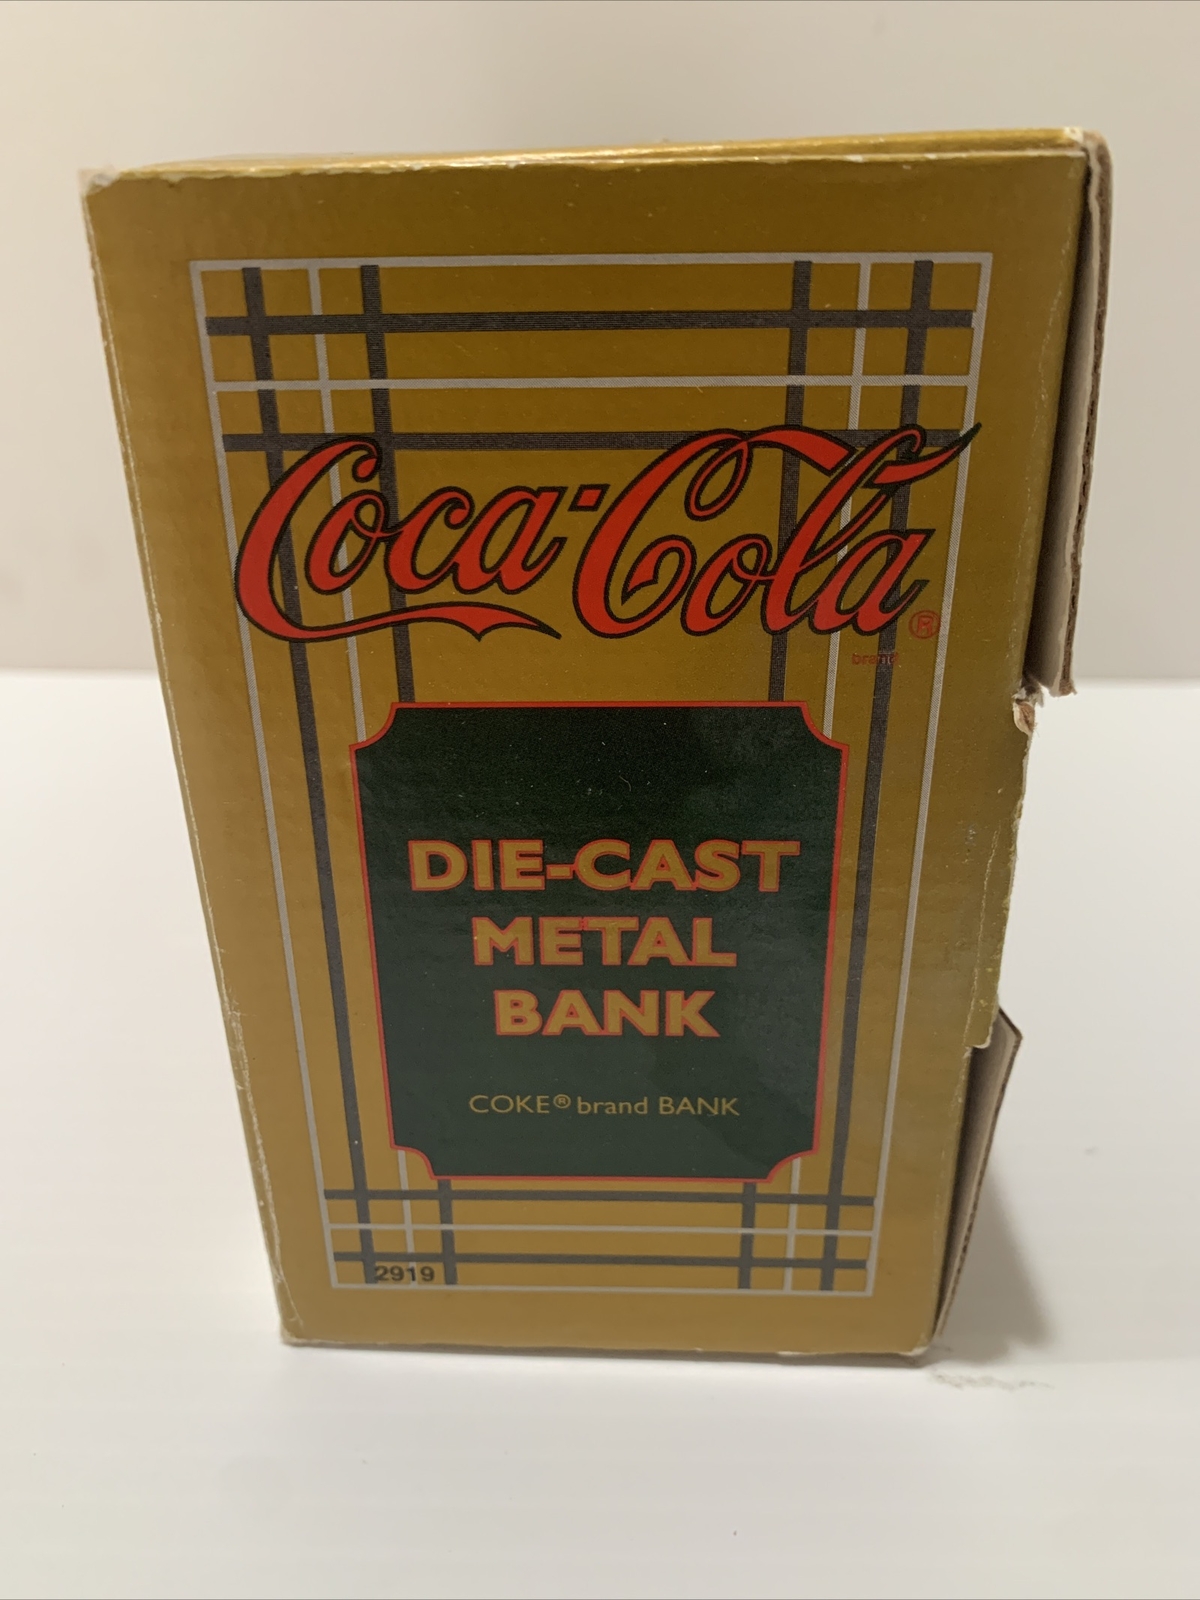 Coca-Cola®
brand
DIE-CAST
METAL
BANK
COKE® brand BANK
2919